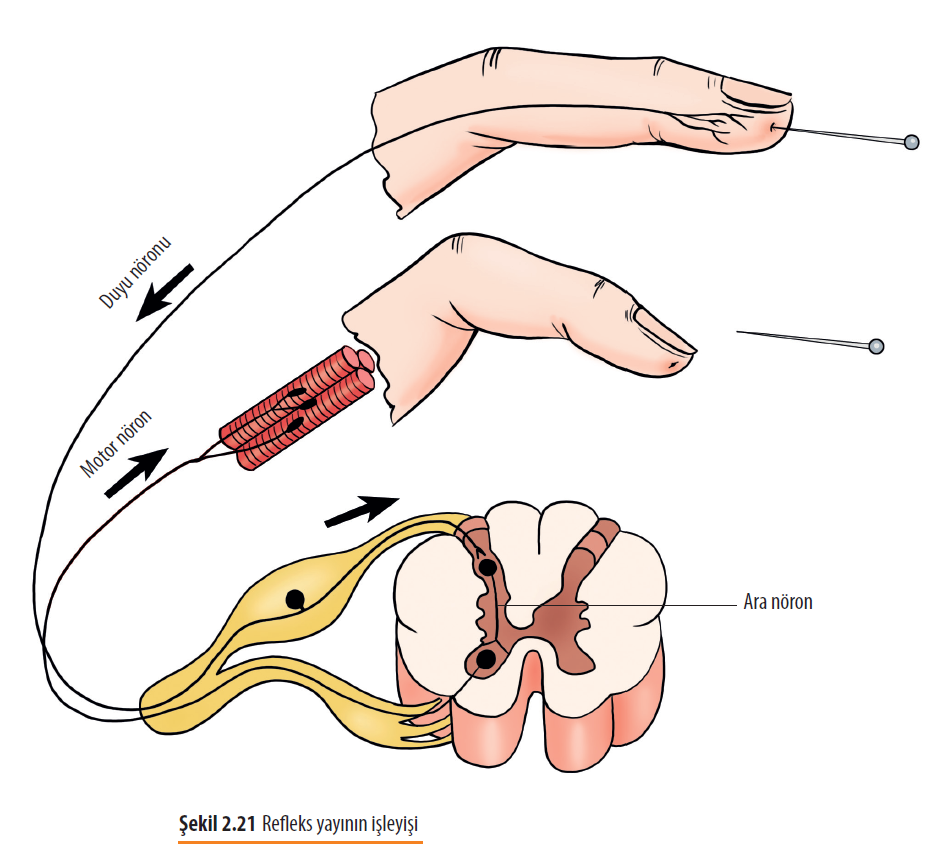 Duyu nöronu
Motor nöron
Ara nöron
Şekil 2.21 Refleks yayının işleyişi